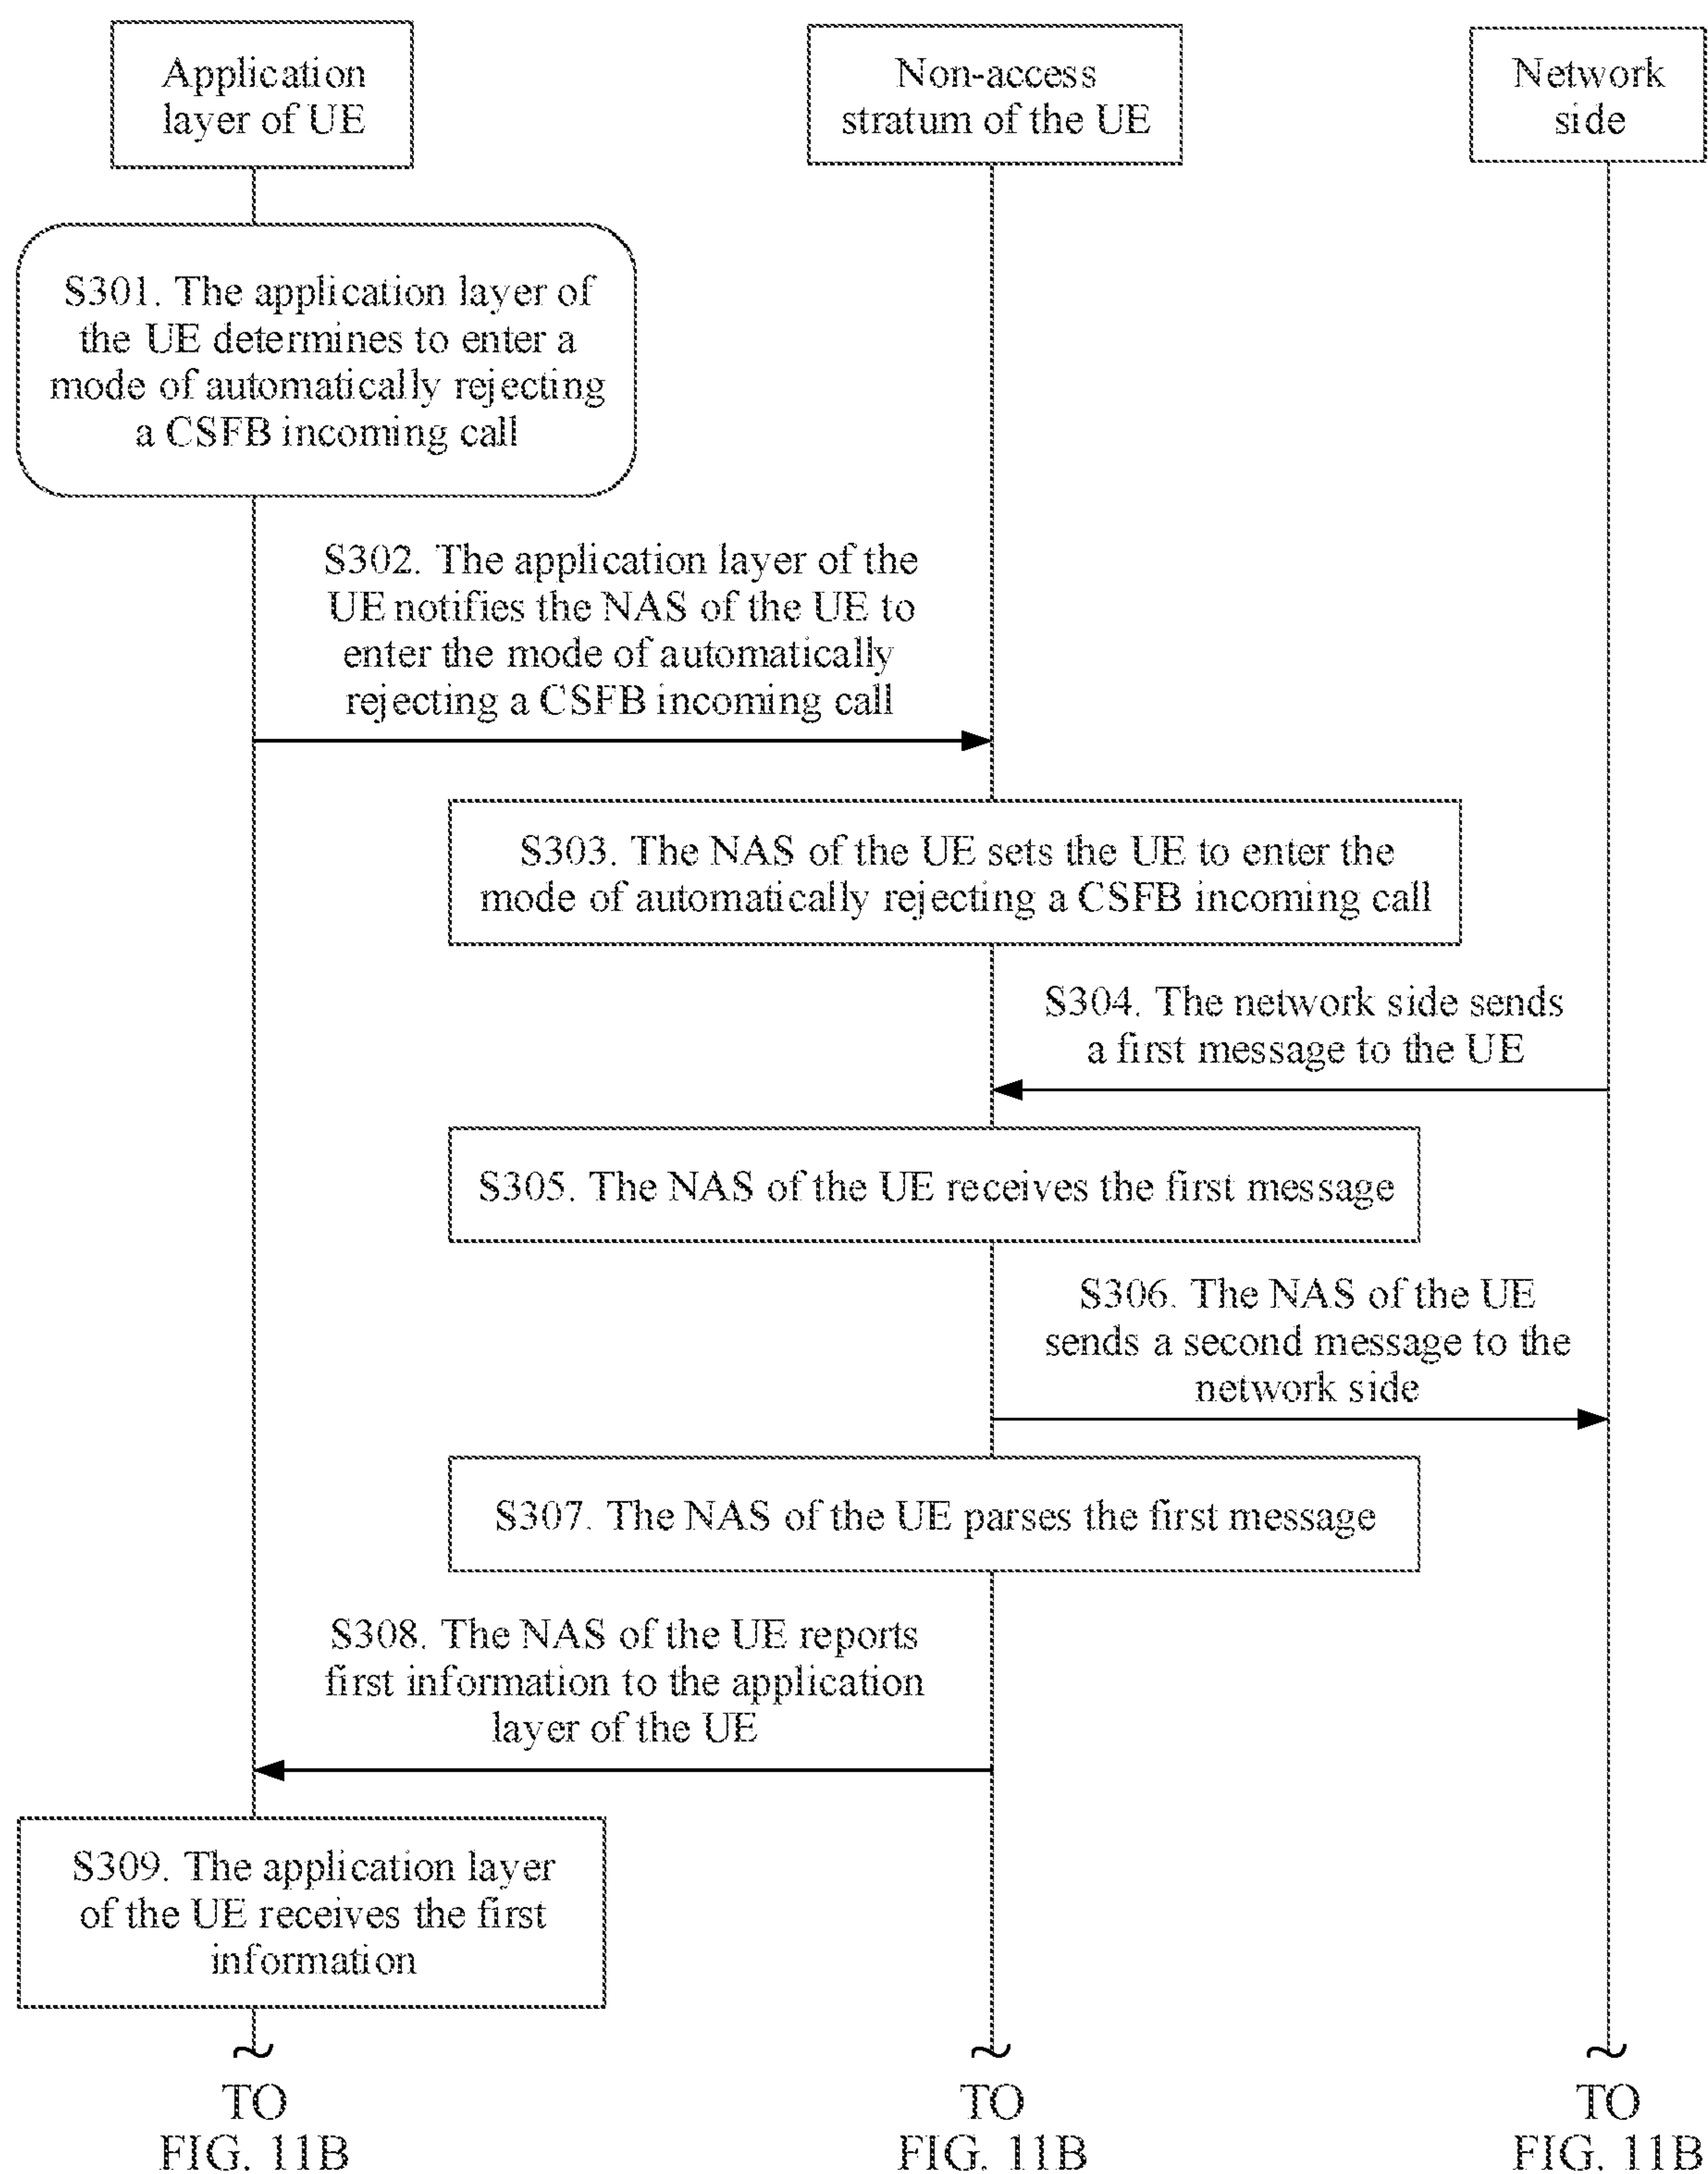 Application
layer of UE
Non-access
stratum of the UE
Network
side
S301. The application layer of
the UE determines to enter a
mode of automatically rejecting
a CSFB incoming call
S302. The application layer of the
UE notifies the NAS of the UE to
enter the mode of automatically
rejecting a CSFB incoming call
S303. The NAS of the UE sets the UE to enter the
mode of automatically rejecting a CSFB incoming call
S304. The network side sends
a first message to the UE
S305. The NAS of the UE receives the first message
S306. The NAS of the UE
sends a second message to the
network side
S307. The NAS of the UE parses the first message
S308. The NAS of the UE reports
first information to the application
layer of the UE
S309. The application layer
of the UE receives the first
information
TO
FIG. 11B
TO
FIG. 11B
TO
FIG. 11B